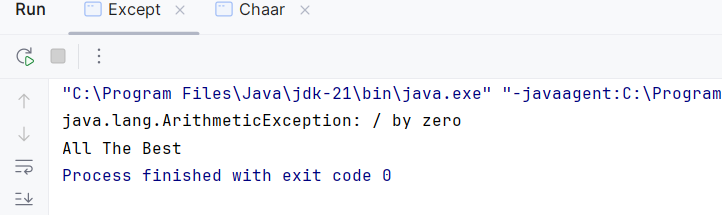 Run Except Chaar
"C:\Program Files\Java\jdk-21\bin\java.exe" "-javaagent:C:\Program
java.lang.ArithmeticException: / by zero
All The Best
Process finished with exit code 0